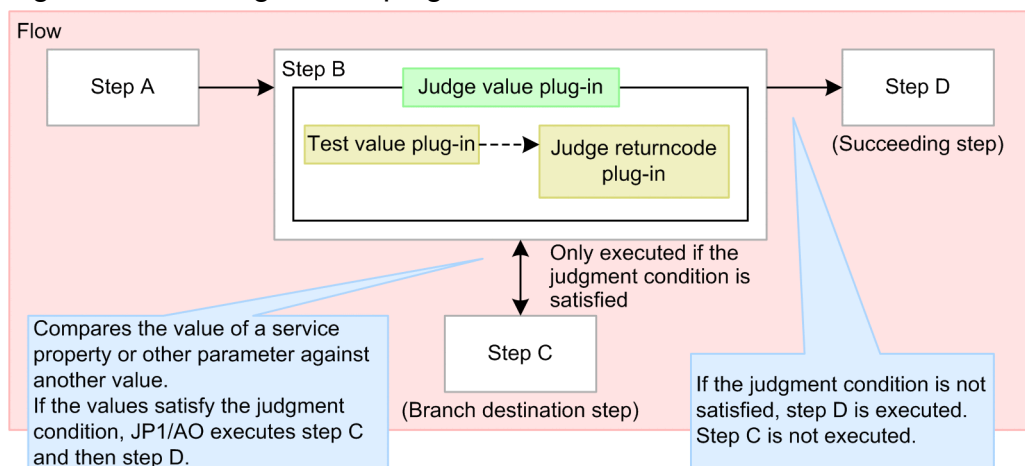 Flow
Step A
Step B
Judge value plug-in
Test value plug-in
Judge returncode
plug-in
Step D
(Succeeding step)
Only executed if the
judgment condition is
satisfied
Step C
(Branch destination step)
Compares the value of a service
property or other parameter against
another value.
If the values satisfy the judgment
condition, JP1/AO executes step C
and then step D.
If the judgment condition is not
satisfied, step D is executed.
Step C is not executed.